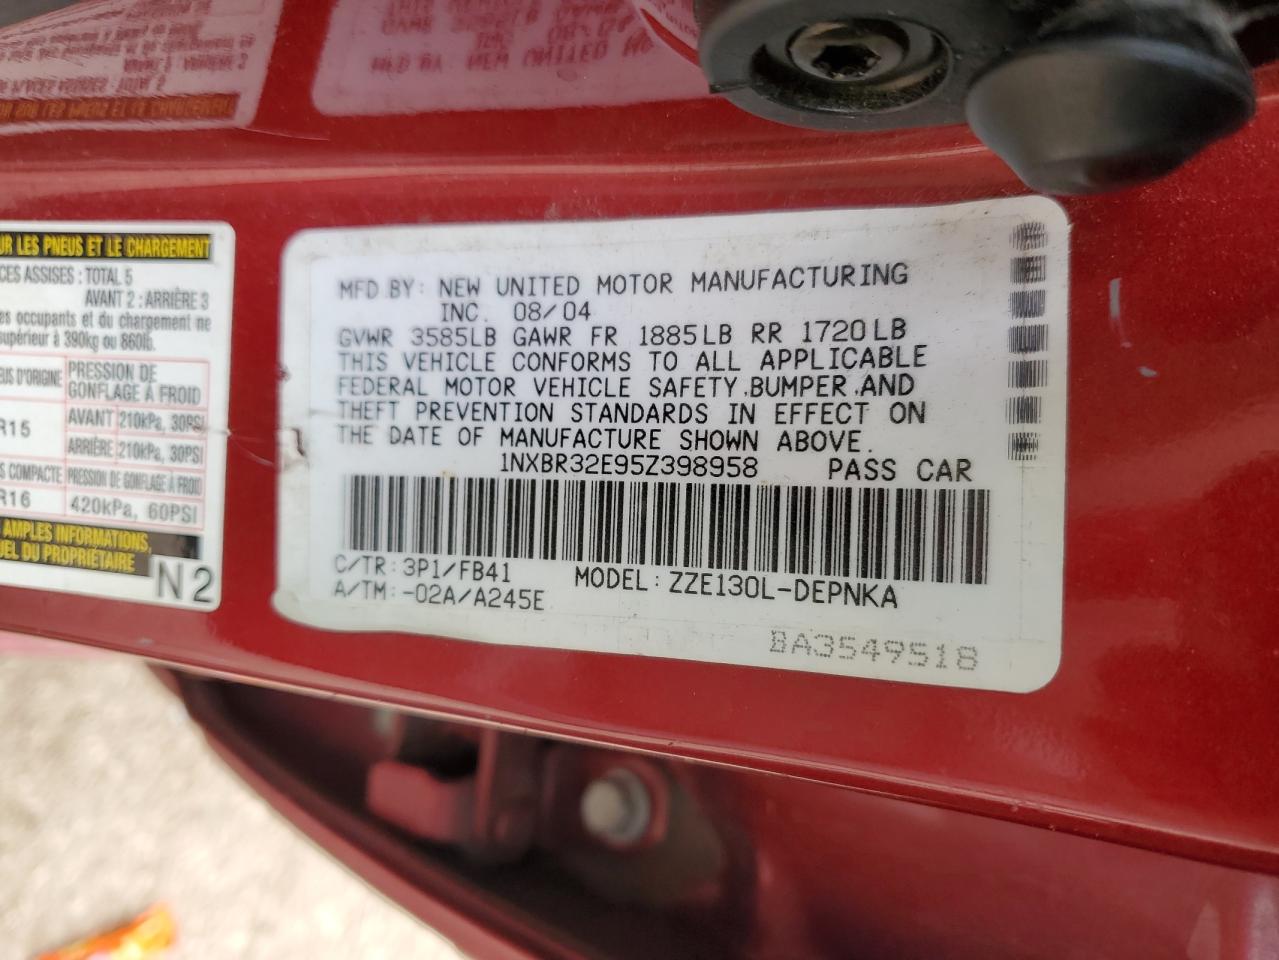 UR LES PNEUS ET LE CHARGEMENT
CES ASSISES : TOTAL 5
AVANT 2 : ARRIÈRE 3
es occupants et du chargement ne
supérieur à 390kg ou 860lb.
US D'ORIGINE
PRESSION DE
GONFLAGE À FROID
R15
AVANT 210kPa, 30PSI
ARRIÈRE 210kPa, 30PSI
S COMPACTE PRESSION DE GONFLAGE À FROID
R16 420kPa, 60PSI
AMPLES INFORMATIONS,
UEL DU PROPRIÉTAIRE
N2
MFD BY: NEW UNITED MOTOR MANUFACTURING
INC. 08/04
GVWR 3585LB GAWR FR 1885LB RR 1720LB
THIS VEHICLE CONFORMS TO ALL APPLICABLE
FEDERAL MOTOR VEHICLE SAFETY,BUMPER,AND
THEFT PREVENTION STANDARDS IN EFFECT ON
THE DATE OF MANUFACTURE SHOWN ABOVE.
1NXBR32E95Z398958 PASS CAR
C/TR: 3P1/FB41 MODEL: ZZE130L-DEPNKA
A/TM:-02A/A245E
BA3549518